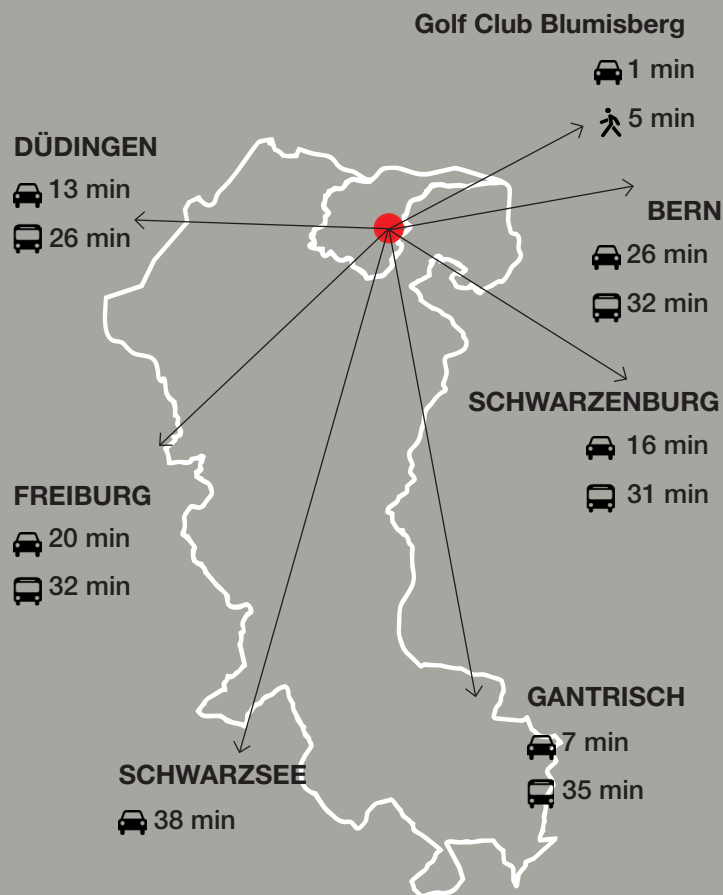 Golf Club Blumisberg
1 min
5 min
DÜDINGEN
13 min
26 min
BERN
26 min
32 min
SCHWARZENBURG
16 min
31 min
FREIBURG
20 min
32 min
GANTRISCH
7 min
35 min
SCHWARZSEE
38 min